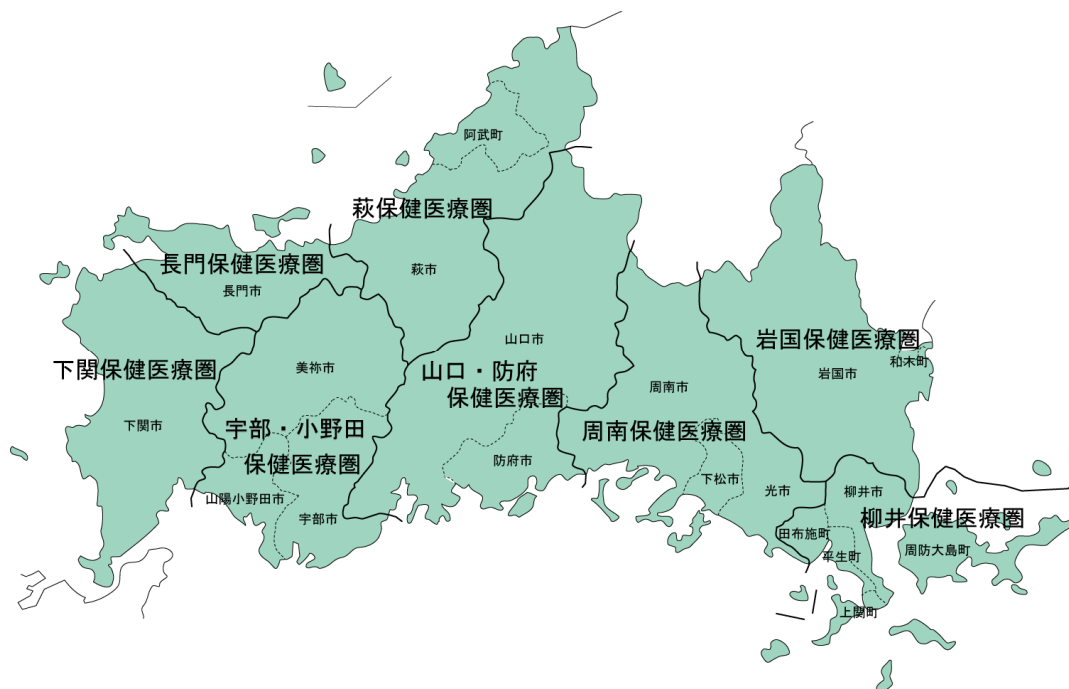 阿武町
萩保健医療圏
萩市
長門保健医療圏
長門市
下関保健医療圏
下関市
美祢市
宇部・小野田
保健医療圏
山陽小野田市
宇部市
山口市
山口・防府
保健医療圏
防府市
周南市
周南保健医療圏
下松市
光市
岩国保健医療圏
和木町
岩国市
柳井市
柳井保健医療圏
田布施町
平生町
周防大島町
上関町